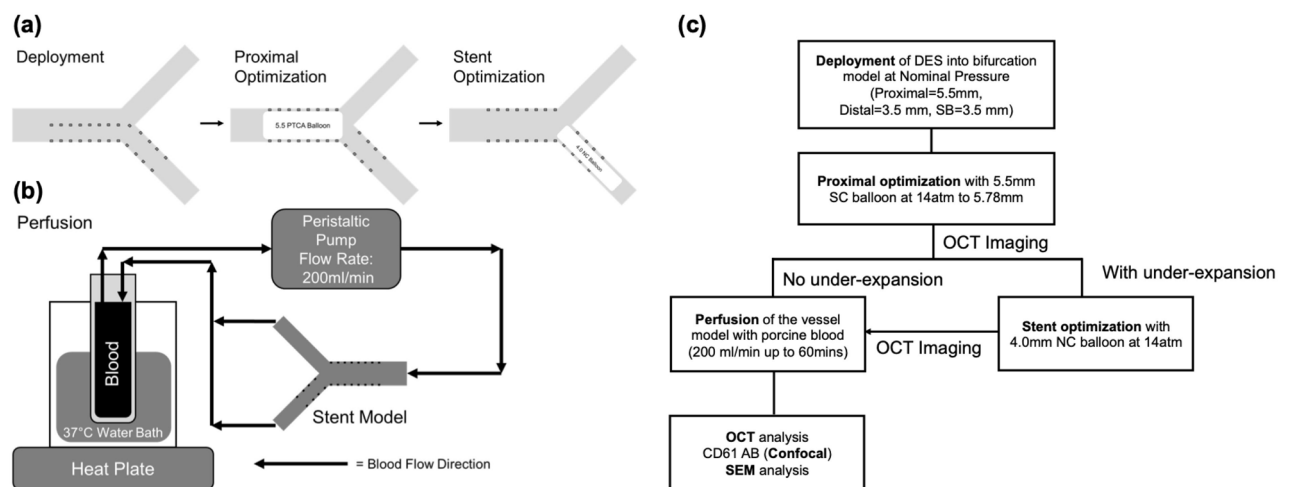 (a)
Deployment
Proximal
Optimization
Stent
Optimization
5.5 PTCA Balloon
4.0 NC Balloon
(b)
Perfusion
Peristaltic
Pump
Flow Rate:
200ml/min
Blood
37°C Water Bath
Heat Plate
Stent Model
= Blood Flow Direction
(c)
Deployment of DES into bifurcation
model at Nominal Pressure
(Proximal=5.5mm,
Distal=3.5 mm, SB=3.5 mm)
Proximal optimization with 5.5mm
SC balloon at 14atm to 5.78mm
OCT Imaging
No under-expansion
With under-expansion
Perfusion of the vessel
model with porcine blood
(200 ml/min up to 60mins)
OCT Imaging
Stent optimization with
4.0mm NC balloon at 14atm
OCT analysis
CD61 AB (Confocal)
SEM analysis